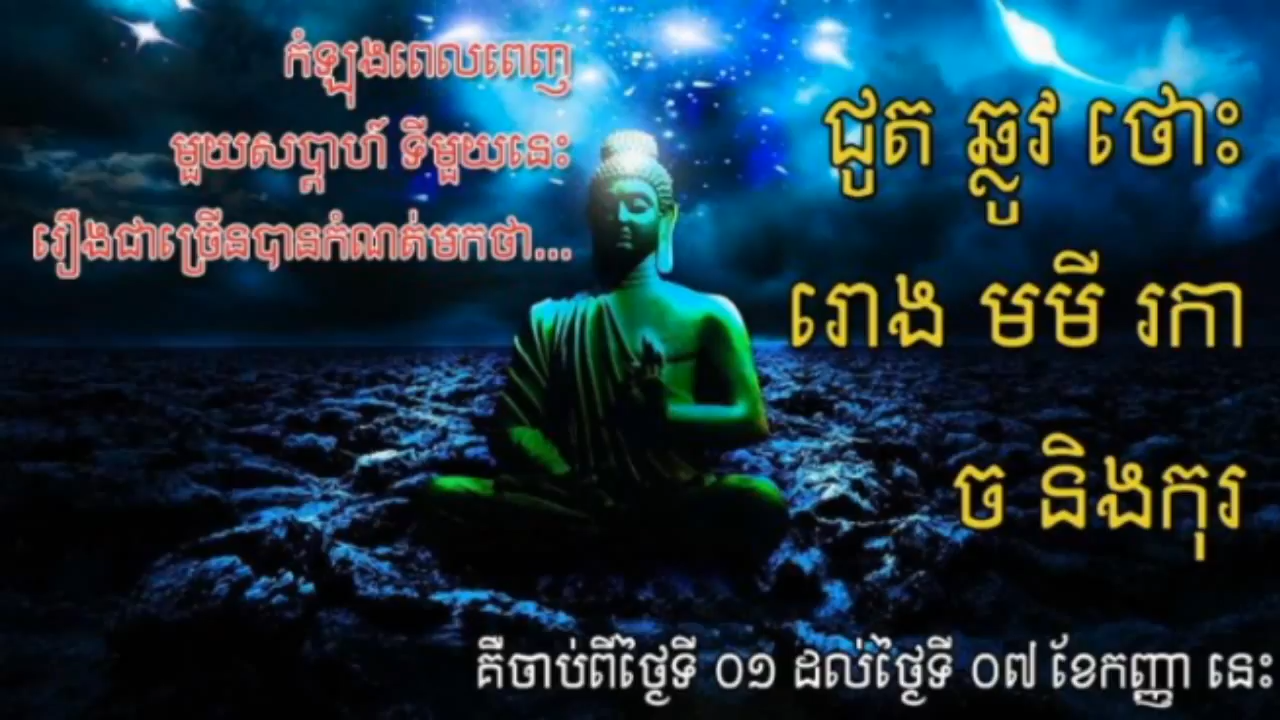 កំឡុងពេលពេញ
មួយសប្ដាហ៍ ទីមួយនេះ
រឿងជាច្រើនបានកំណត់មកថា...
ជូត ឆ្លូវ ថោះ
រោង មមី រកា
ច និងកុរ
គឺចាប់ពីថ្ងៃទី ០១ ដល់ថ្ងៃទី ០៧ ខែកញ្ញា នេះ